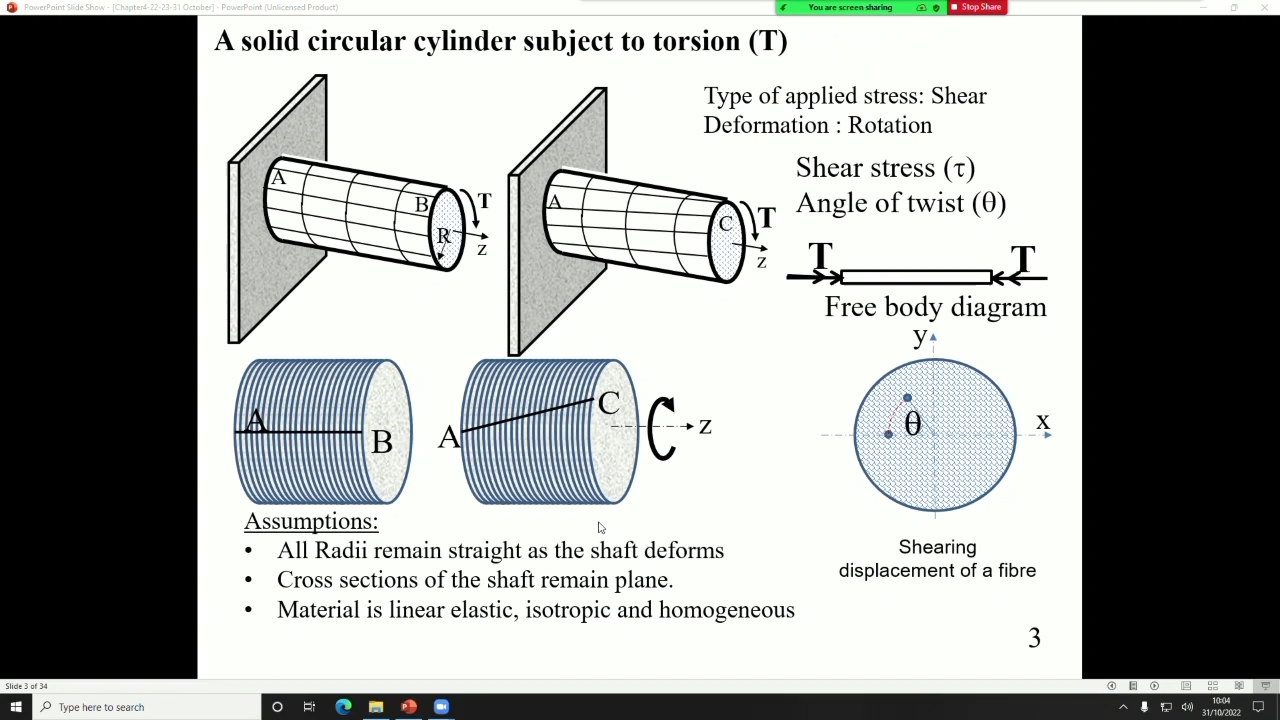 PowerPoint Slide Show - [Chapter4-22-23-31 October] - PowerPoint (Unlicensed Product)
You are screen sharing
Stop Share
A solid circular cylinder subject to torsion (T)
Type of applied stress: Shear
Deformation : Rotation
Shear stress (τ)
Angle of twist (θ)
A
B
R
T
z
A
C
T
z
T
T
Free body diagram
A
B
A
C
z
y
x
θ
Shearing
displacement of a fibre
Assumptions:
• All Radii remain straight as the shaft deforms
• Cross sections of the shaft remain plane.
• Material is linear elastic, isotropic and homogeneous
3
Slide 3 of 34
Type here to search
10:04
31/10/2022